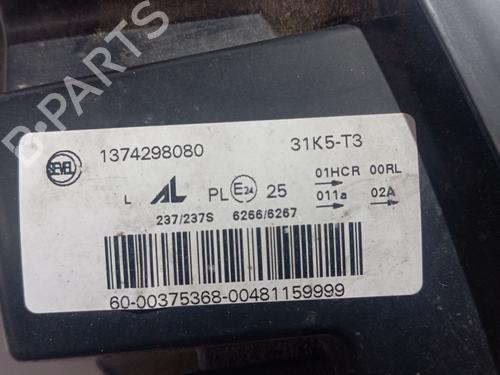 B-PARTS
SEVEL
1374298080 31K5-T3
L AL PL E24 25 01HCR 00RL
011a 02A
237/237S 6266/6267
60-00375368-00481159999